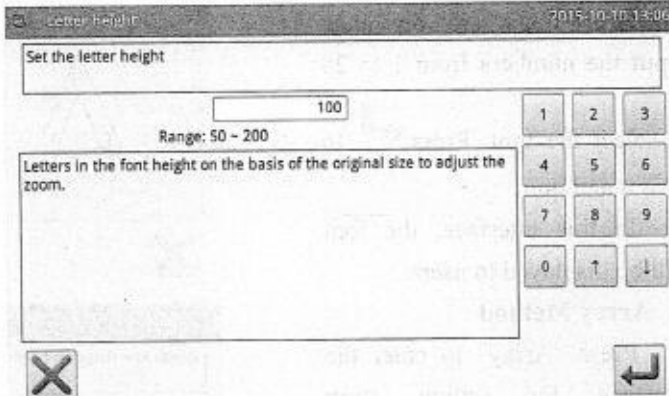 Letter height
2015-10-10 13:06
Set the letter height
100
Range: 50 ~ 200
Letters in the font height on the basis of the original size to adjust the
zoom.
1 2 3
4 5 6
7 8 9
0 ↑ ↓